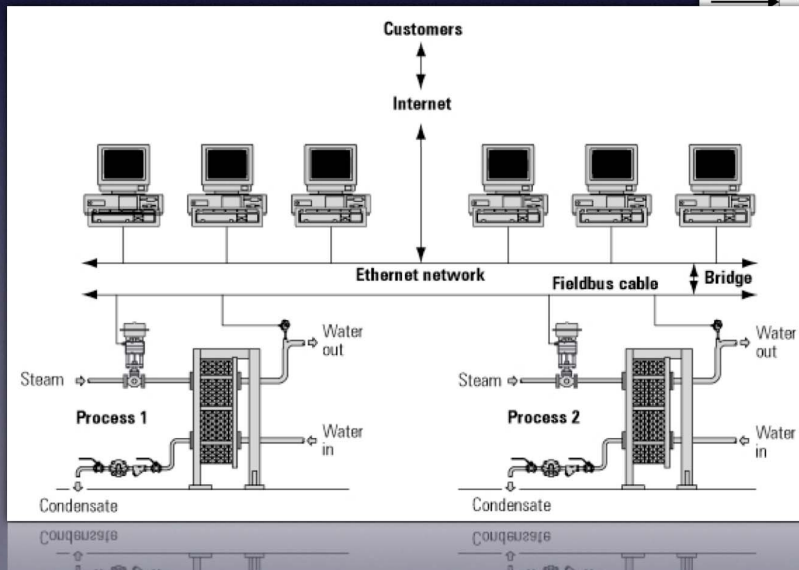 Customers
Internet
Ethernet network
Bridge
Fieldbus cable
Water
out
Steam
Process 1
Water
in
Condensate
Water
out
Steam
Process 2
Water
in
Condensate